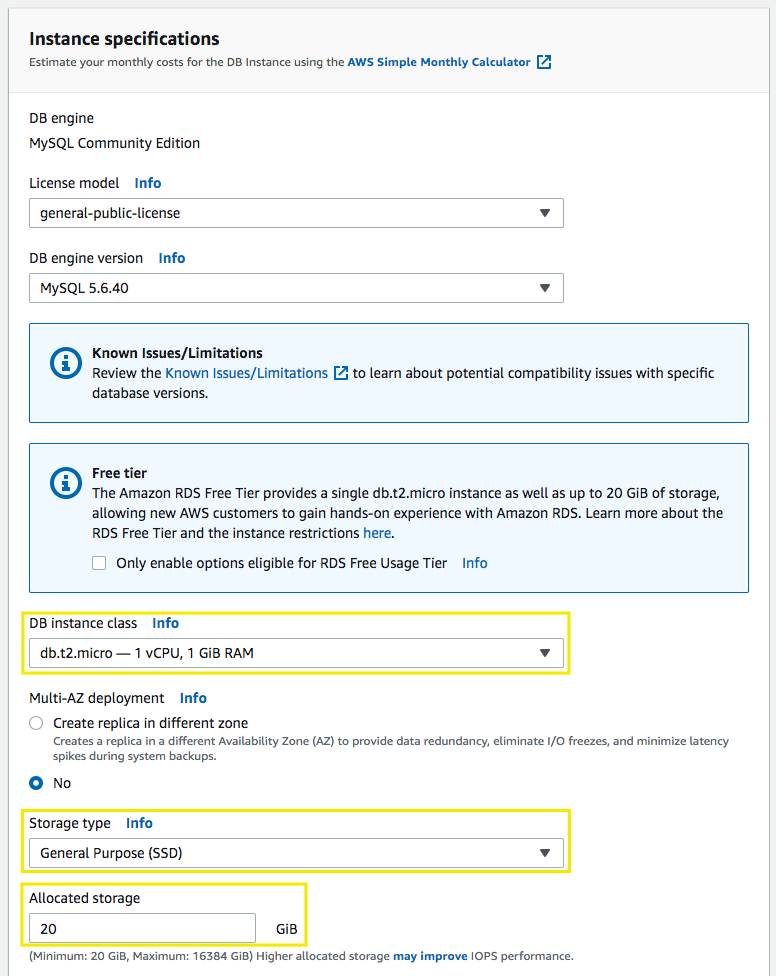 Instance specifications
Estimate your monthly costs for the DB Instance using the AWS Simple Monthly Calculator
DB engine
MySQL Community Edition
License model Info
general-public-license
DB engine version Info
MySQL 5.6.40
Known Issues/Limitations
Review the Known Issues/Limitations to learn about potential compatibility issues with specific
database versions.
Free tier
The Amazon RDS Free Tier provides a single db.t2.micro instance as well as up to 20 GiB of storage,
allowing new AWS customers to gain hands-on experience with Amazon RDS. Learn more about the
RDS Free Tier and the instance restrictions here.
Only enable options eligible for RDS Free Usage Tier Info
DB instance class Info
db.t2.micro — 1 vCPU, 1 GiB RAM
Multi-AZ deployment Info
Create replica in different zone
Creates a replica in a different Availability Zone (AZ) to provide data redundancy, eliminate I/O freezes, and minimize latency
spikes during system backups.
No
Storage type Info
General Purpose (SSD)
Allocated storage
20 GiB
(Minimum: 20 GiB, Maximum: 16384 GiB) Higher allocated storage may improve IOPS performance.